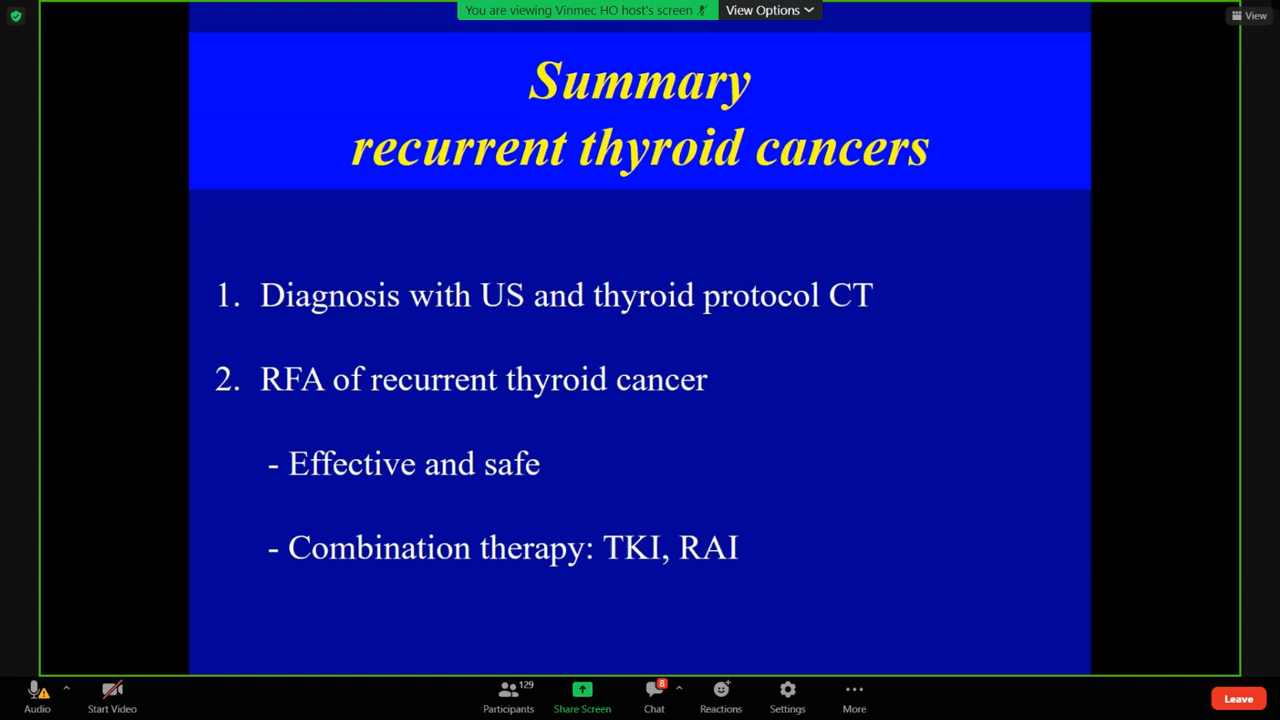 You are viewing Vinmec HO host's screen
View Options
View
Summary
recurrent thyroid cancers
1. Diagnosis with US and thyroid protocol CT
2. RFA of recurrent thyroid cancer
- Effective and safe
- Combination therapy: TKI, RAI
129
8
Audio
Start Video
Participants
Share Screen
Chat
Reactions
Settings
More
Leave